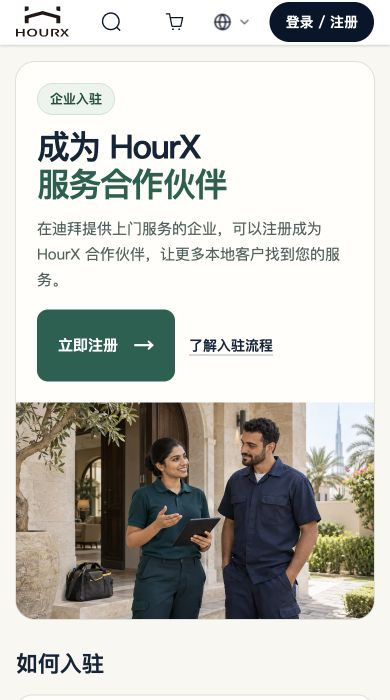 HOURX
登录 / 注册
企业入驻
成为 HourX
服务合作伙伴
在迪拜提供上门服务的企业，可以注册成为
HourX 合作伙伴，让更多本地客户找到您的服
务。
立即注册 →
了解入驻流程
如何入驻